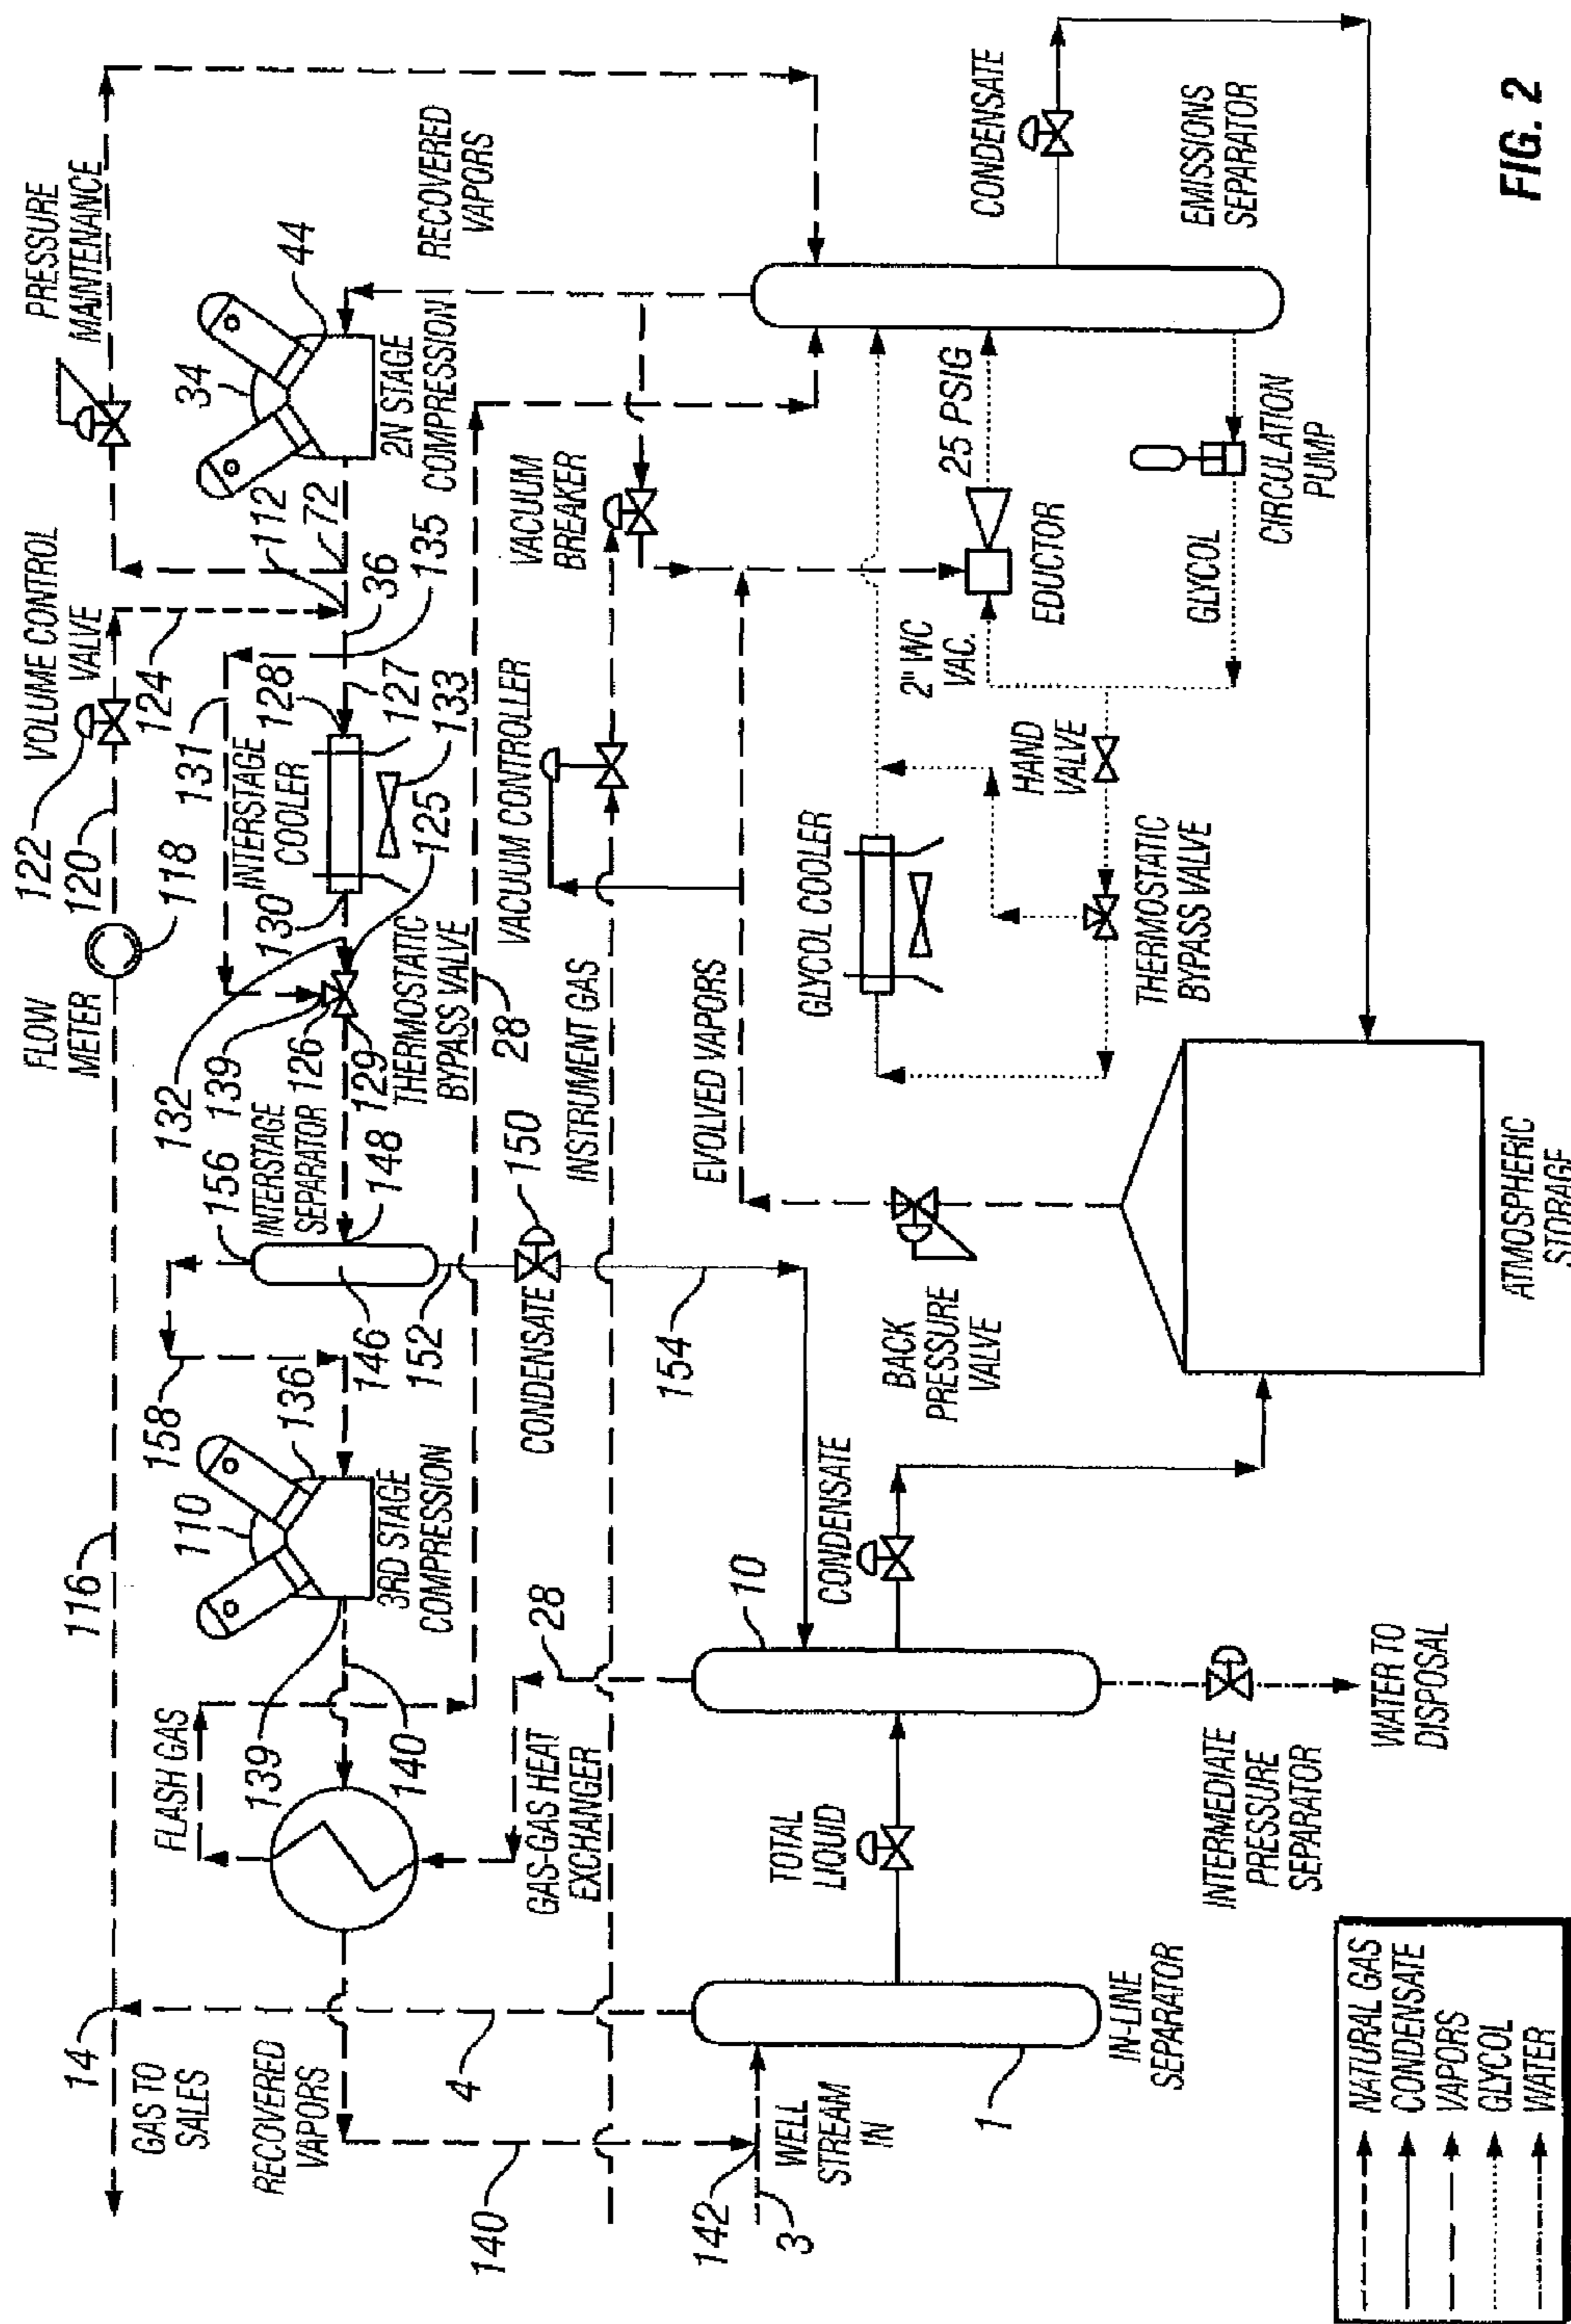 FLOW
METER
118
120
122
VOLUME CONTROL
VALVE
124
PRESSURE
MAINTENANCE
14
GAS TO
SALES
116
158
156
INTERSTAGE
SEPARATOR
132
139
126
130
131
INTERSTAGE
COOLER
128
112
72
34
44
RECOVERED
VAPORS
FLASH GAS
139
110
136
146
148
129
THERMOSTATIC
BYPASS VALVE
125
133
127
36
135
2N STAGE
COMPRESSION
RECOVERED
VAPORS
140
140
3RD STAGE
COMPRESSION
152
28
4
GAS-GAS HEAT
EXCHANGER
28
CONDENSATE
150
INSTRUMENT GAS
VACUUM CONTROLLER
VACUUM
BREAKER
142
3
WELL
STREAM
IN
154
EVOLVED VAPORS
2" WC
VAC.
25 PSIG
EDUCTOR
CONDENSATE
10
TOTAL
LIQUID
CONDENSATE
BACK
PRESSURE
VALVE
GLYCOL COOLER
HAND
VALVE
GLYCOL
1
IN-LINE
SEPARATOR
INTERMEDIATE
PRESSURE
SEPARATOR
WATER TO
DISPOSAL
THERMOSTATIC
BYPASS VALVE
CIRCULATION
PUMP
EMISSIONS
SEPARATOR
ATMOSPHERIC
STORAGE
NATURAL GAS
CONDENSATE
VAPORS
GLYCOL
WATER
FIG. 2